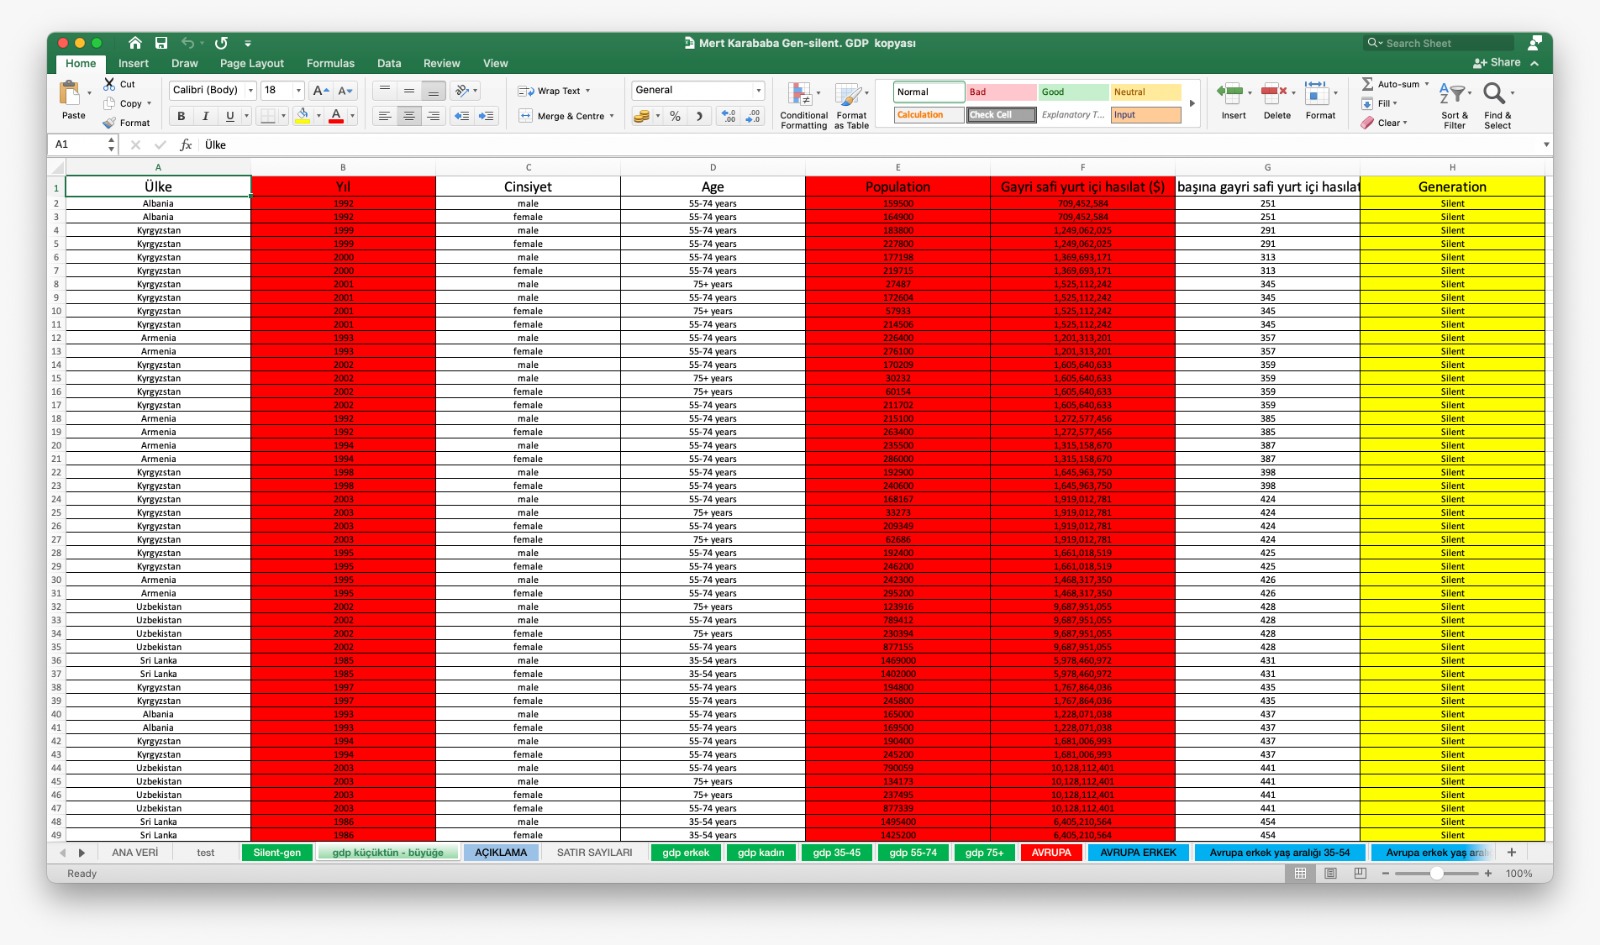 Mert Karababa Gen-silent. GDP kopyası
Search Sheet
Home Insert Draw Page Layout Formulas Data Review View
Share
Paste
Cut
Copy
Format
Calibri (Body) 18
B I U
Wrap Text
Merge & Centre
General
Conditional Formatting
Format as Table
Normal Bad Good Neutral
Calculation Check Cell Explanatory T... Input
Insert Delete Format
Auto-sum
Fill
Clear
Sort & Filter
Find & Select
A1 fx Ülke
A B C D E F G H
1 Ülke Yıl Cinsiyet Age Population Gayri safi yurt içi hasılat ($) başına gayri safi yurt içi hasılat Generation
2 Albania 1992 male 55-74 years 159500 709,452,584 251 Silent
3 Albania 1992 female 55-74 years 164900 709,452,584 251 Silent
4 Kyrgyzstan 1999 male 55-74 years 183800 1,249,062,025 291 Silent
5 Kyrgyzstan 1999 female 55-74 years 227800 1,249,062,025 291 Silent
6 Kyrgyzstan 2000 male 55-74 years 177198 1,369,693,171 313 Silent
7 Kyrgyzstan 2000 female 55-74 years 219715 1,369,693,171 313 Silent
8 Kyrgyzstan 2001 male 75+ years 27487 1,525,112,242 345 Silent
9 Kyrgyzstan 2001 male 55-74 years 172604 1,525,112,242 345 Silent
10 Kyrgyzstan 2001 female 75+ years 57933 1,525,112,242 345 Silent
11 Kyrgyzstan 2001 female 55-74 years 214506 1,525,112,242 345 Silent
12 Armenia 1993 male 55-74 years 226400 1,201,313,201 357 Silent
13 Armenia 1993 female 55-74 years 276100 1,201,313,201 357 Silent
14 Kyrgyzstan 2002 male 55-74 years 170209 1,605,640,633 359 Silent
15 Kyrgyzstan 2002 male 75+ years 30232 1,605,640,633 359 Silent
16 Kyrgyzstan 2002 female 75+ years 60154 1,605,640,633 359 Silent
17 Kyrgyzstan 2002 female 55-74 years 211702 1,605,640,633 359 Silent
18 Armenia 1992 male 55-74 years 215100 1,272,577,456 385 Silent
19 Armenia 1992 female 55-74 years 263400 1,272,577,456 385 Silent
20 Armenia 1994 male 55-74 years 235500 1,315,158,670 387 Silent
21 Armenia 1994 female 55-74 years 286000 1,315,158,670 387 Silent
22 Kyrgyzstan 1998 male 55-74 years 192900 1,645,963,750 398 Silent
23 Kyrgyzstan 1998 female 55-74 years 240600 1,645,963,750 398 Silent
24 Kyrgyzstan 2003 male 55-74 years 168167 1,919,012,781 424 Silent
25 Kyrgyzstan 2003 male 75+ years 33273 1,919,012,781 424 Silent
26 Kyrgyzstan 2003 female 55-74 years 209349 1,919,012,781 424 Silent
27 Kyrgyzstan 2003 female 75+ years 62686 1,919,012,781 424 Silent
28 Kyrgyzstan 1995 male 55-74 years 192400 1,661,018,519 425 Silent
29 Kyrgyzstan 1995 female 55-74 years 246200 1,661,018,519 425 Silent
30 Armenia 1995 male 55-74 years 242300 1,468,317,350 426 Silent
31 Armenia 1995 female 55-74 years 295200 1,468,317,350 426 Silent
32 Uzbekistan 2002 male 75+ years 123916 9,687,951,055 428 Silent
33 Uzbekistan 2002 male 55-74 years 789412 9,687,951,055 428 Silent
34 Uzbekistan 2002 female 75+ years 230394 9,687,951,055 428 Silent
35 Uzbekistan 2002 female 55-74 years 877155 9,687,951,055 428 Silent
36 Sri Lanka 1985 male 35-54 years 1469000 5,978,460,972 431 Silent
37 Sri Lanka 1985 female 35-54 years 1402000 5,978,460,972 431 Silent
38 Kyrgyzstan 1997 male 55-74 years 194800 1,767,864,036 435 Silent
39 Kyrgyzstan 1997 female 55-74 years 245800 1,767,864,036 435 Silent
40 Albania 1993 male 55-74 years 165000 1,228,071,038 437 Silent
41 Albania 1993 female 55-74 years 169500 1,228,071,038 437 Silent
42 Kyrgyzstan 1994 male 55-74 years 190400 1,681,006,993 437 Silent
43 Kyrgyzstan 1994 female 55-74 years 245200 1,681,006,993 437 Silent
44 Uzbekistan 2003 male 55-74 years 790059 10,128,112,401 441 Silent
45 Uzbekistan 2003 male 75+ years 134173 10,128,112,401 441 Silent
46 Uzbekistan 2003 female 75+ years 237495 10,128,112,401 441 Silent
47 Uzbekistan 2003 female 55-74 years 877339 10,128,112,401 441 Silent
48 Sri Lanka 1986 male 35-54 years 1495400 6,405,210,564 454 Silent
49 Sri Lanka 1986 female 35-54 years 1425200 6,405,210,564 454 Silent
ANA VERİ test Silent-gen gdp küçüktün - büyüğe AÇIKLAMA SATIR SAYILARI gdp erkek gdp kadın gdp 35-45 gdp 55-74 gdp 75+ AVRUPA AVRUPA ERKEK Avrupa erkek yaş aralığı 35-54 Avrupa erkek yaş aral
Ready 100%